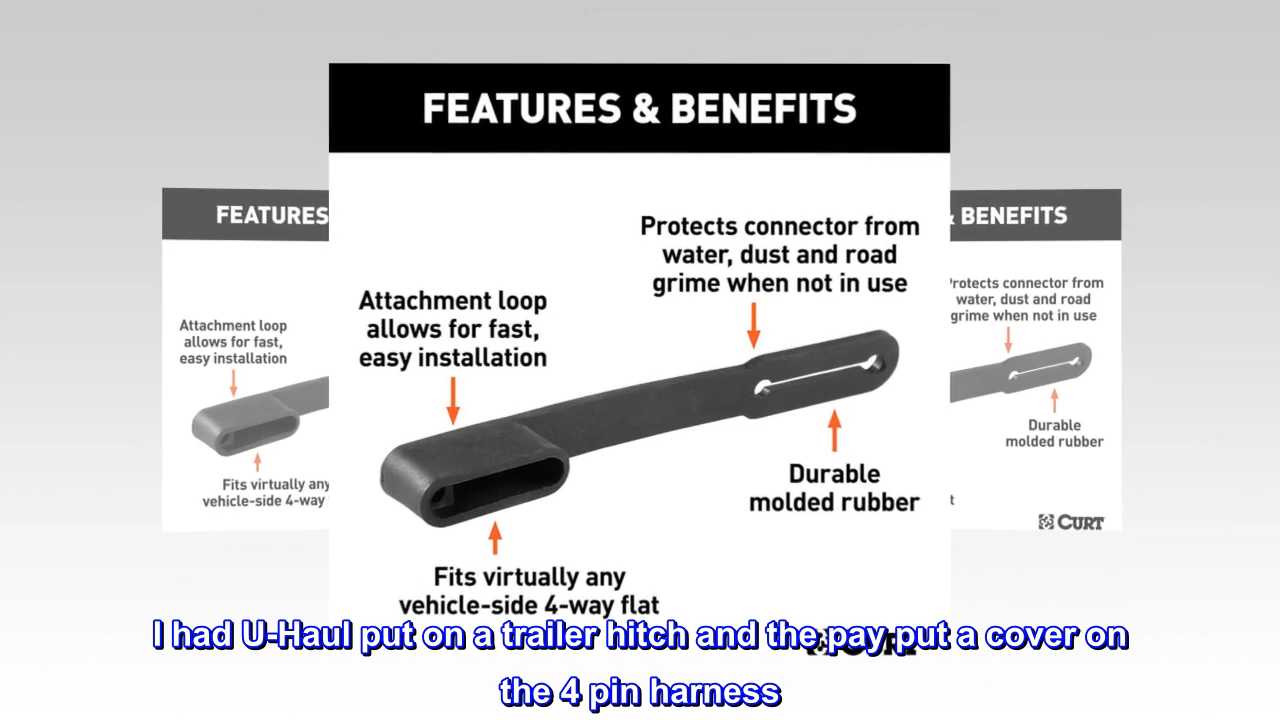 FEATURES & BENEFITS
Protects connector from
water, dust and road
grime when not in use
Attachment loop
allows for fast,
easy installation
Durable
molded rubber
Fits virtually any
vehicle-side 4-way flat
FEATURES
Attachment loop
allows for fast,
easy installation
Fits virtually any
vehicle-side 4-way
& BENEFITS
Protects connector from
water, dust and road
grime when not in use
Durable
molded rubber
t
CURT
CURT
I had U-Haul put on a trailer hitch and the pay put a cover on
the 4 pin harness